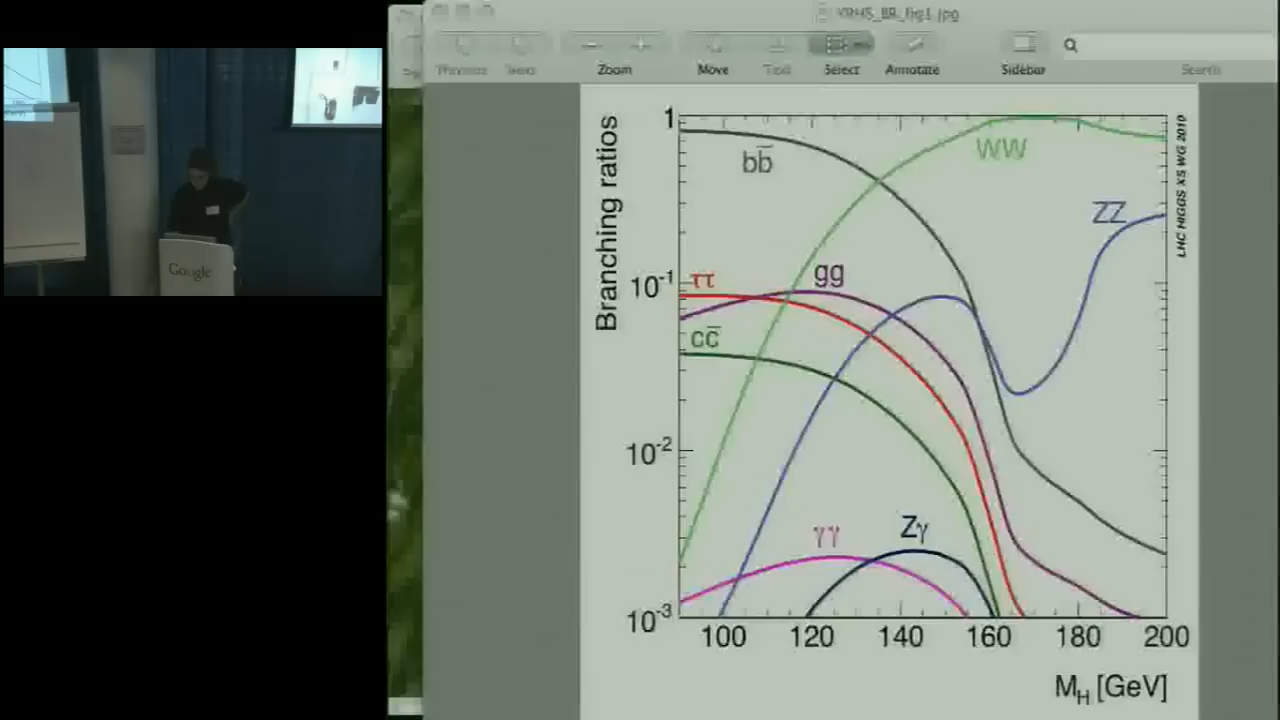 YRHS_BR_fig1.jpg
Previous Next Zoom Move Text Select Annotate Sidebar Search
Branching ratios
LHC HIGGS XS WG 2010
1
10-1
10-2
10-3
bb̅
WW
ZZ
ττ
gg
cc̅
γγ
Zγ
100 120 140 160 180 200
MH [GeV]
Google